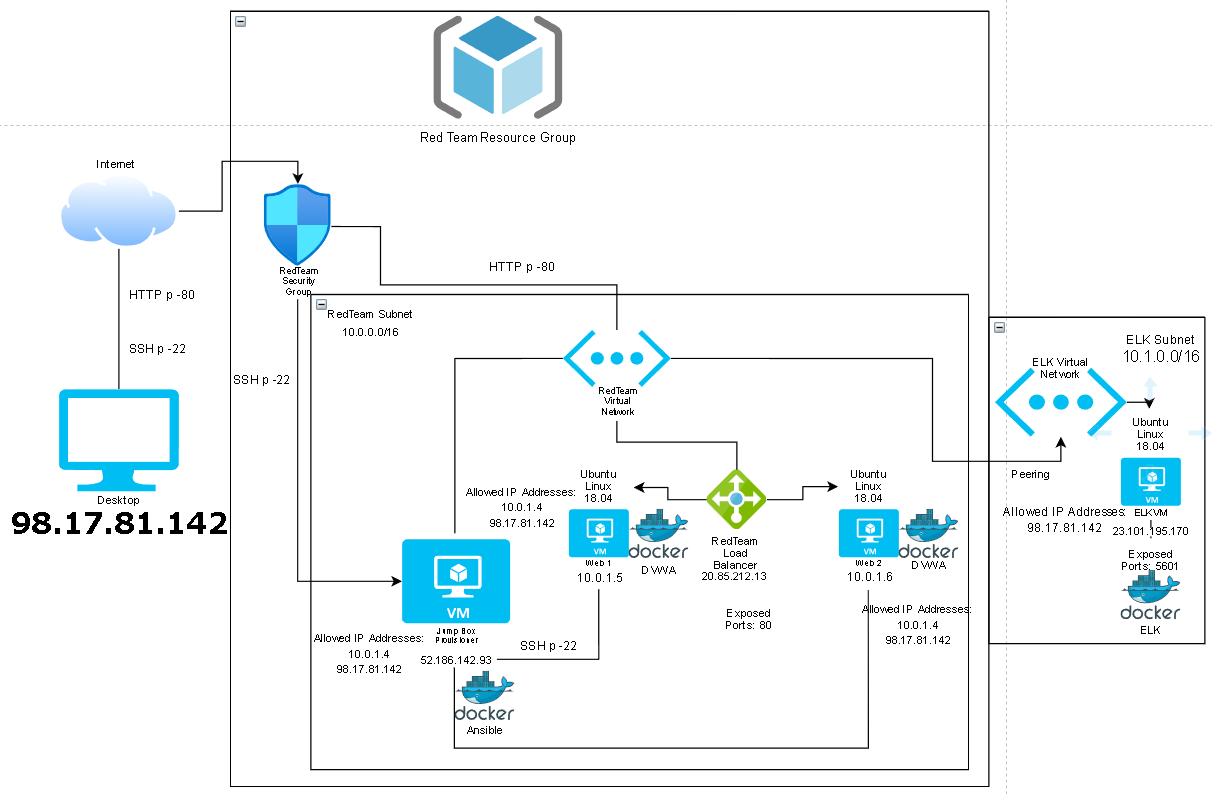 Red Team Resource Group
Internet
HTTP p -80
SSH p -22
Desktop
98.17.81.142
RedTeam
Security
Group
HTTP p -80
SSH p -22
RedTeam Subnet
10.0.0.0/16
RedTeam
Virtual
Network
Allowed IP Addresses:
10.0.1.4
98.17.81.142
Ubuntu
Linux
18.04
VM
Web 1
10.0.1.5
docker
DVWA
RedTeam
Load
Balancer
20.85.212.13
Exposed
Ports: 80
Ubuntu
Linux
18.04
VM
Web 2
10.0.1.6
docker
DVWA
Allowed IP Addresses:
10.0.1.4
98.17.81.142
VM
Jump Box
Provisioner
52.186.142.93
Allowed IP Addresses:
10.0.1.4
98.17.81.142
SSH p -22
docker
Ansible
ELK Subnet
10.1.0.0/16
ELK Virtual
Network
Peering
Ubuntu
Linux
18.04
VM
ELKVM
23.101.195.170
Allowed IP Addresses:
98.17.81.142
Exposed
Ports: 5601
docker
ELK